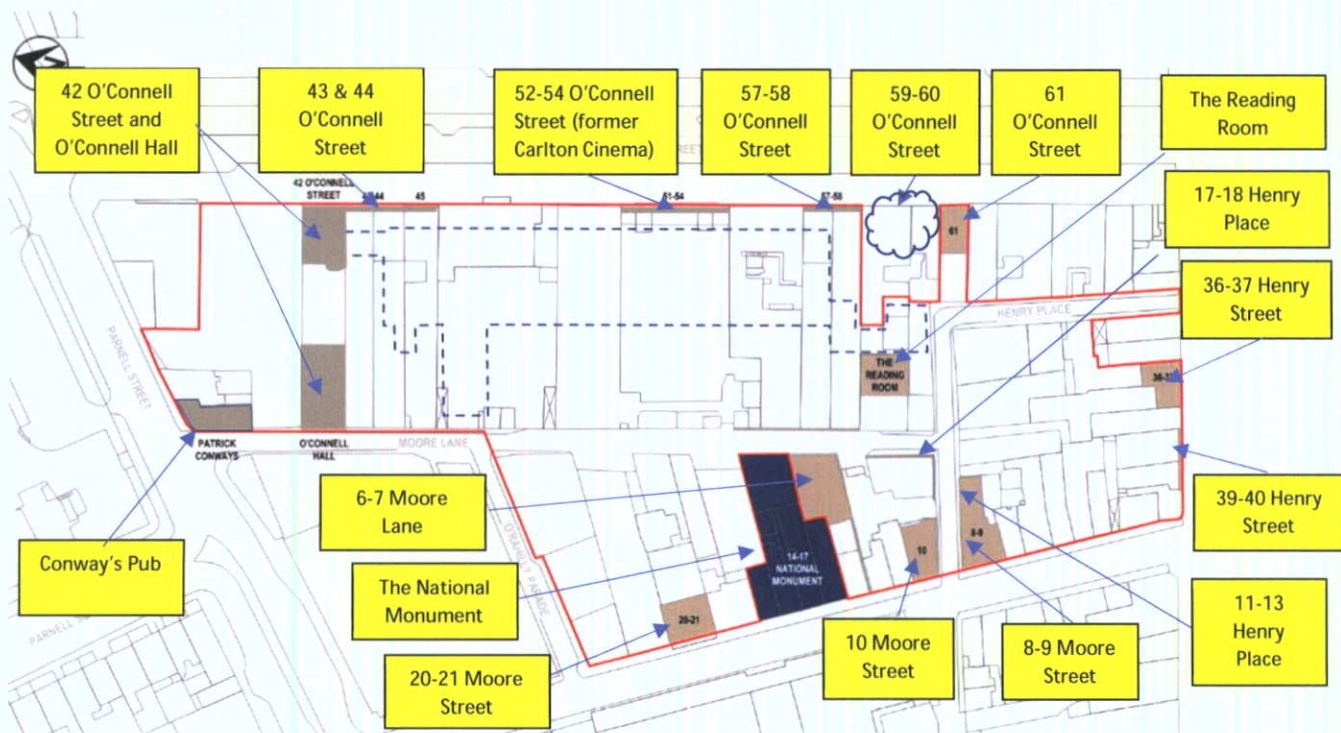 42 O'Connell
Street and
O'Connell Hall
43 & 44
O'Connell
Street
52-54 O'Connell
Street (former
Carlton Cinema)
57-58
O'Connell
Street
59-60
O'Connell
Street
61
O'Connell
Street
The Reading
Room
42 O'CONNELL
STREET
45
51-54
57-58
61
17-18 Henry
Place
36-37 Henry
Street
HENRY PLACE
PARNELL STREET
THE
READING
ROOM
PATRICK
CONWAYS
O'CONNELL
HALL
MOORE LANE
6-7 Moore
Lane
39-40 Henry
Street
Conway's Pub
O'RAHILLY PARADE
The National
Monument
14-17
NATIONAL
MONUMENT
10
8-9
11-13
Henry
Place
PARNELL
20-21
20-21 Moore
Street
10 Moore
Street
8-9 Moore
Street